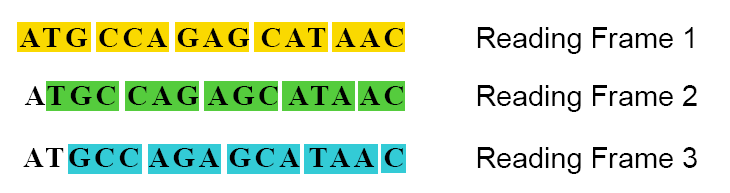 ATG CCA GAG CAT AAC Reading Frame 1
ATGC CAG AGC ATA AC Reading Frame 2
ATGCC AGA GCA TAA C Reading Frame 3